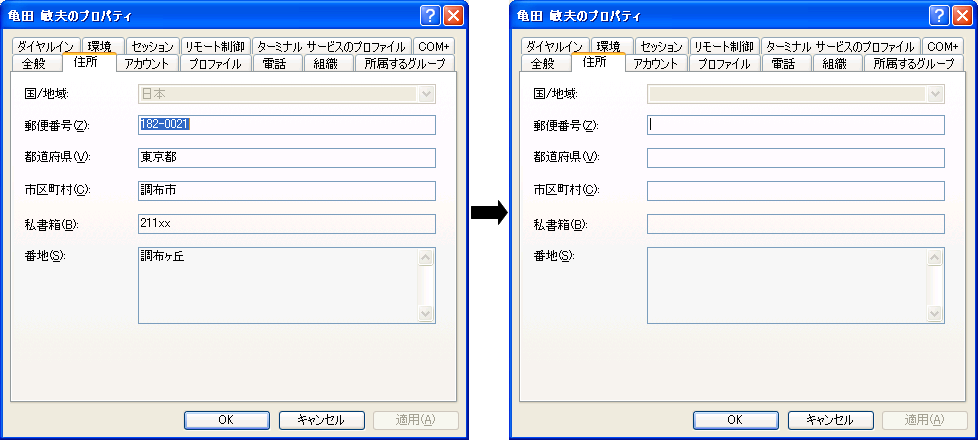 亀田 敏夫のプロパティ
ダイヤルイン 環境 セッション リモート制御 ターミナル サービスのプロファイル COM+
全般 住所 アカウント プロファイル 電話 組織 所属するグループ
国/地域: 日本
郵便番号(Z): 182-0021
都道府県(V): 東京都
市区町村(C): 調布市
私書箱(B): 211xx
番地(S): 調布ヶ丘
OK キャンセル 適用(A)
亀田 敏夫のプロパティ
ダイヤルイン 環境 セッション リモート制御 ターミナル サービスのプロファイル COM+
全般 住所 アカウント プロファイル 電話 組織 所属するグループ
国/地域:
郵便番号(Z):
都道府県(V):
市区町村(C):
私書箱(B):
番地(S):
OK キャンセル 適用(A)